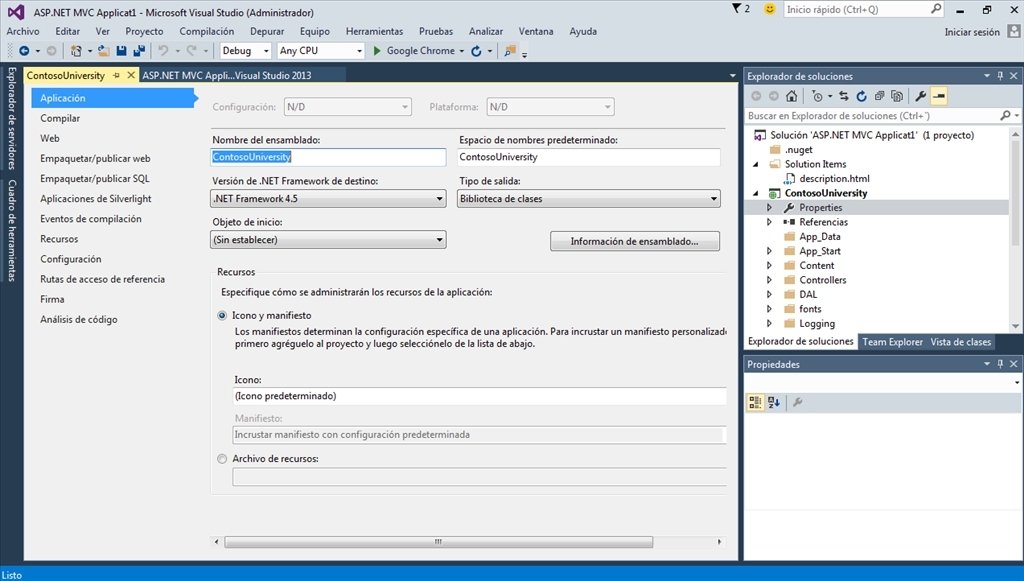 ASP.NET MVC Applicat1 - Microsoft Visual Studio (Administrador)
2
Inicio rápido (Ctrl+Q)
Archivo Editar Ver Proyecto Compilación Depurar Equipo Herramientas Pruebas Analizar Ventana Ayuda
Iniciar sesión
Debug Any CPU Google Chrome
Explorador de servidores
Cuadro de herramientas
ContosoUniversity
ASP.NET MVC Appli...Visual Studio 2013
Aplicación
Compilar
Web
Empaquetar/publicar web
Empaquetar/publicar SQL
Aplicaciones de Silverlight
Eventos de compilación
Recursos
Configuración
Rutas de acceso de referencia
Firma
Análisis de código
Configuración: N/D Plataforma: N/D
Nombre del ensamblado: Espacio de nombres predeterminado:
ContosoUniversity ContosoUniversity
Versión de .NET Framework de destino: Tipo de salida:
.NET Framework 4.5 Biblioteca de clases
Objeto de inicio:
(Sin establecer) Información de ensamblado...
Recursos
Especifique cómo se administrarán los recursos de la aplicación:
Icono y manifiesto
Los manifiestos determinan la configuración específica de una aplicación. Para incrustar un manifiesto personalizado
primero agréguelo al proyecto y luego selecciónelo de la lista de abajo.
Icono:
(Icono predeterminado)
Manifiesto:
Incrustar manifiesto con configuración predeterminada
Archivo de recursos:
Explorador de soluciones
Buscar en Explorador de soluciones (Ctrl+´)
Solución 'ASP.NET MVC Applicat1' (1 proyecto)
.nuget
Solution Items
description.html
ContosoUniversity
Properties
Referencias
App_Data
App_Start
Content
Controllers
DAL
fonts
Logging
Explorador de soluciones Team Explorer Vista de clases
Propiedades
Listo